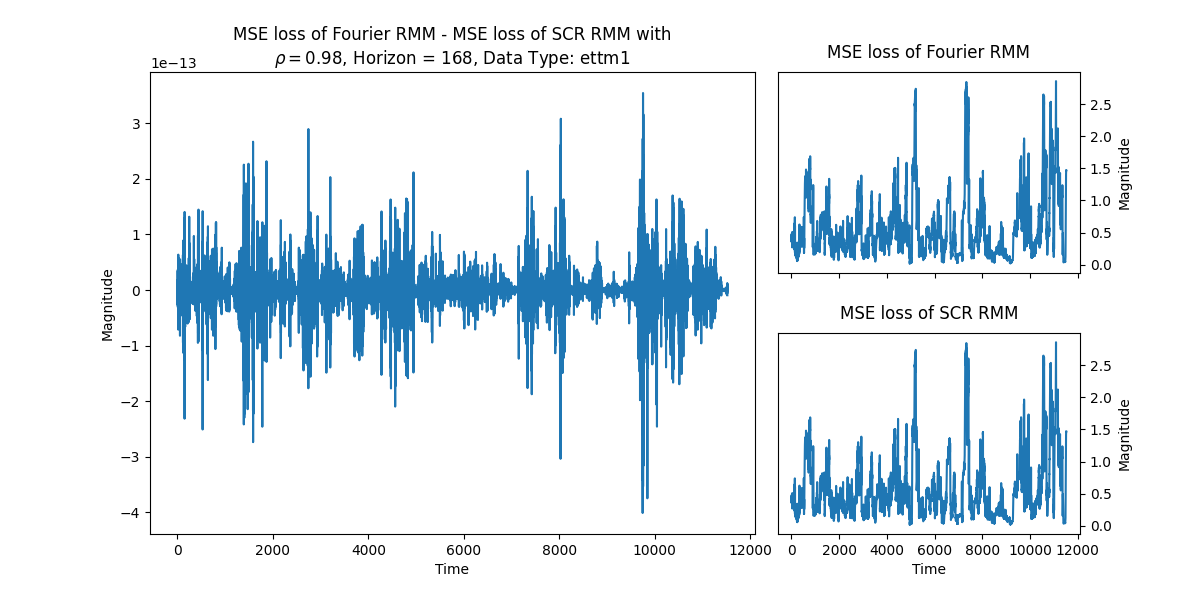 MSE loss of Fourier RMM - MSE loss of SCR RMM with
ρ = 0.98, Horizon = 168, Data Type: ettm1
1e−13
3
2
1
0
−1
−2
−3
−4
Magnitude
0 2000 4000 6000 8000 10000 12000
Time
MSE loss of Fourier RMM
2.5
2.0
1.5
1.0
0.5
0.0
Magnitude
MSE loss of SCR RMM
2.5
2.0
1.5
1.0
0.5
0.0
Magnitude
0 2000 4000 6000 8000 10000 12000
Time